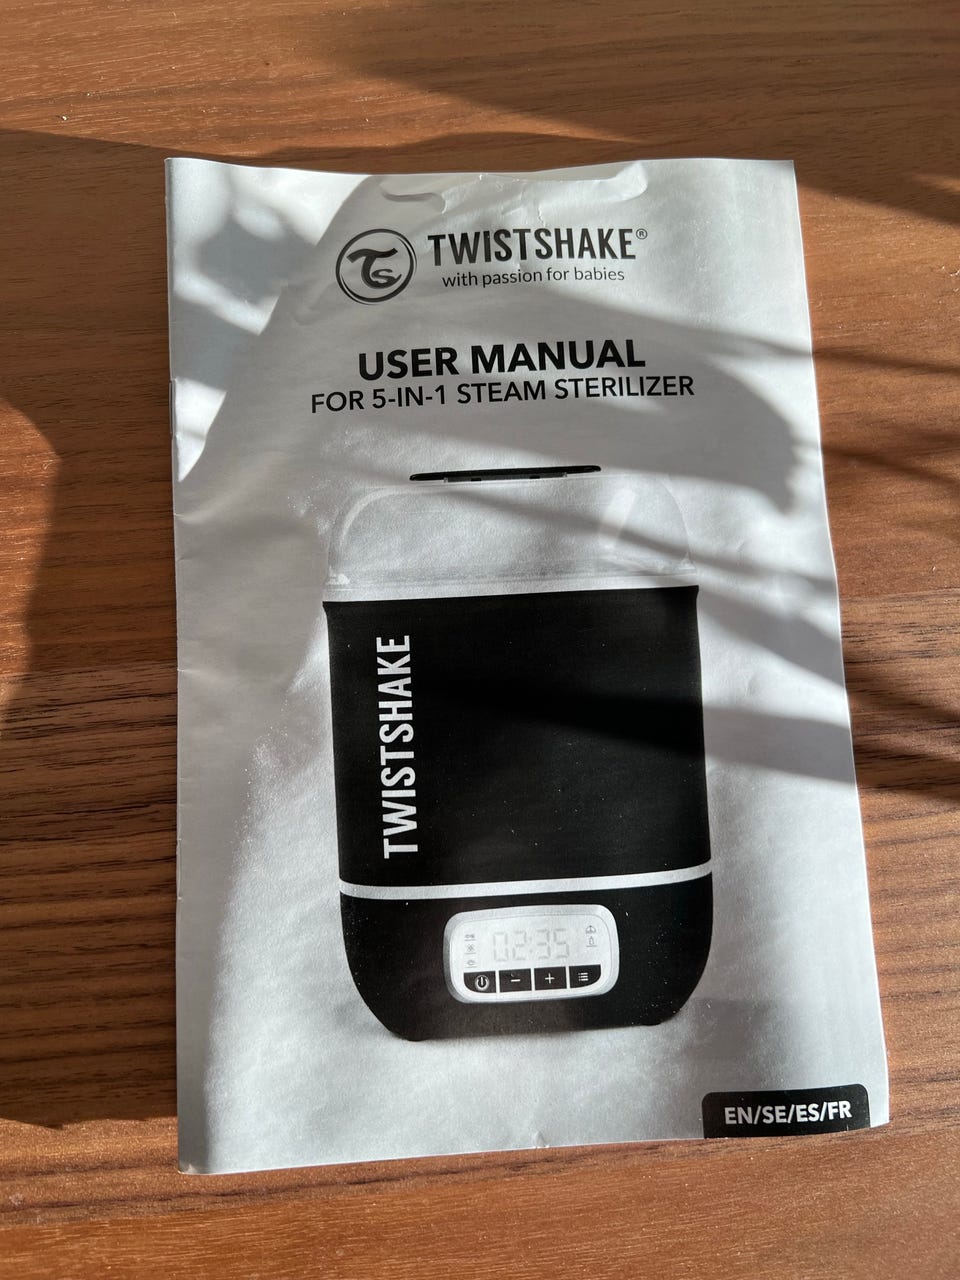 TS
TWISTSHAKE®
with passion for babies
USER MANUAL
FOR 5-IN-1 STEAM STERILIZER
TWISTSHAKE
02:35
− +
EN/SE/ES/FR